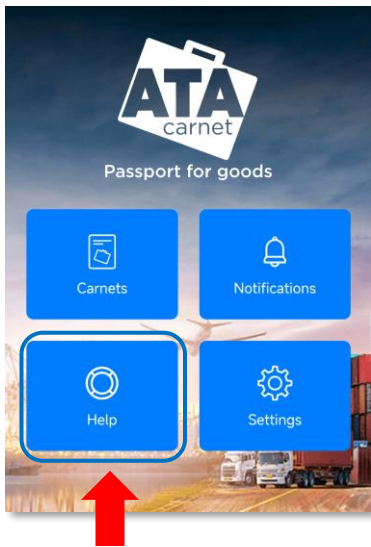 ATA
carnet
Passport for goods
Carnets
Notifications
Help
Settings